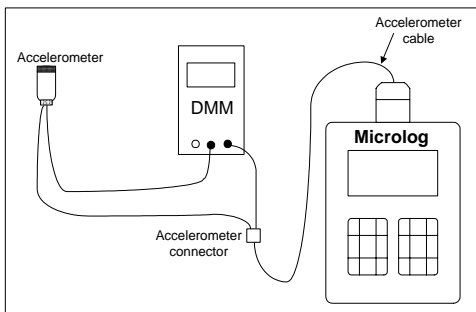 Accelerometer
cable
Accelerometer
DMM
Microlog
Accelerometer
connector